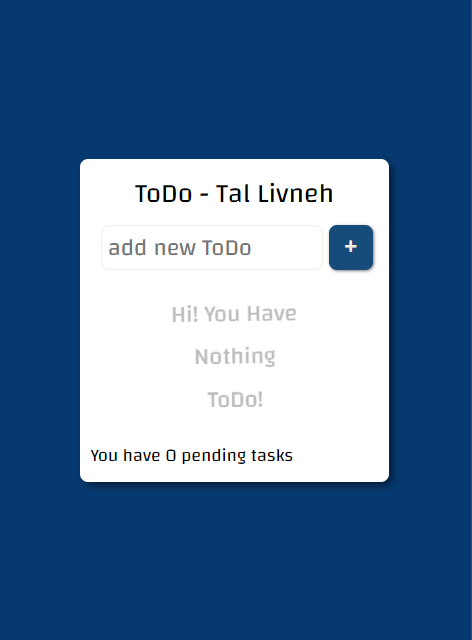 ToDo - Tal Livneh
add new ToDo +
Hi! You Have
Nothing
ToDo!
You have 0 pending tasks